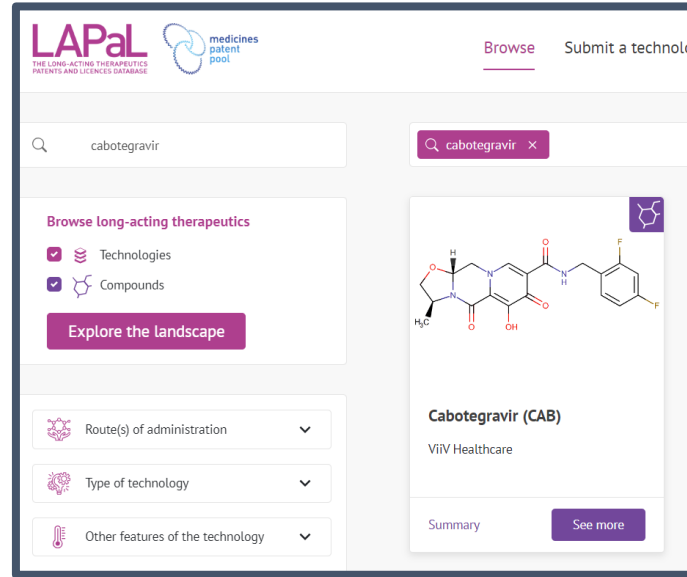 LAPaL
THE LONG-ACTING THERAPEUTICS
PATENTS AND LICENCES DATABASE
medicines
patent
pool
Browse
Submit a technolo
cabotegravir
cabotegravir ×
Browse long-acting therapeutics
Technologies
Compounds
Explore the landscape
Route(s) of administration
Type of technology
Other features of the technology
H
O
N
O
N
H
F
F
N
O
O
OH
H₃C
Cabotegravir (CAB)
ViiV Healthcare
Summary
See more